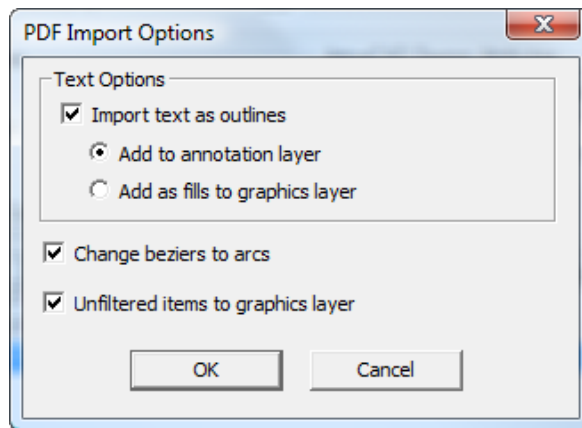 PDF Import Options
Text Options
Import text as outlines
Add to annotation layer
Add as fills to graphics layer
Change beziers to arcs
Unfiltered items to graphics layer
OK Cancel